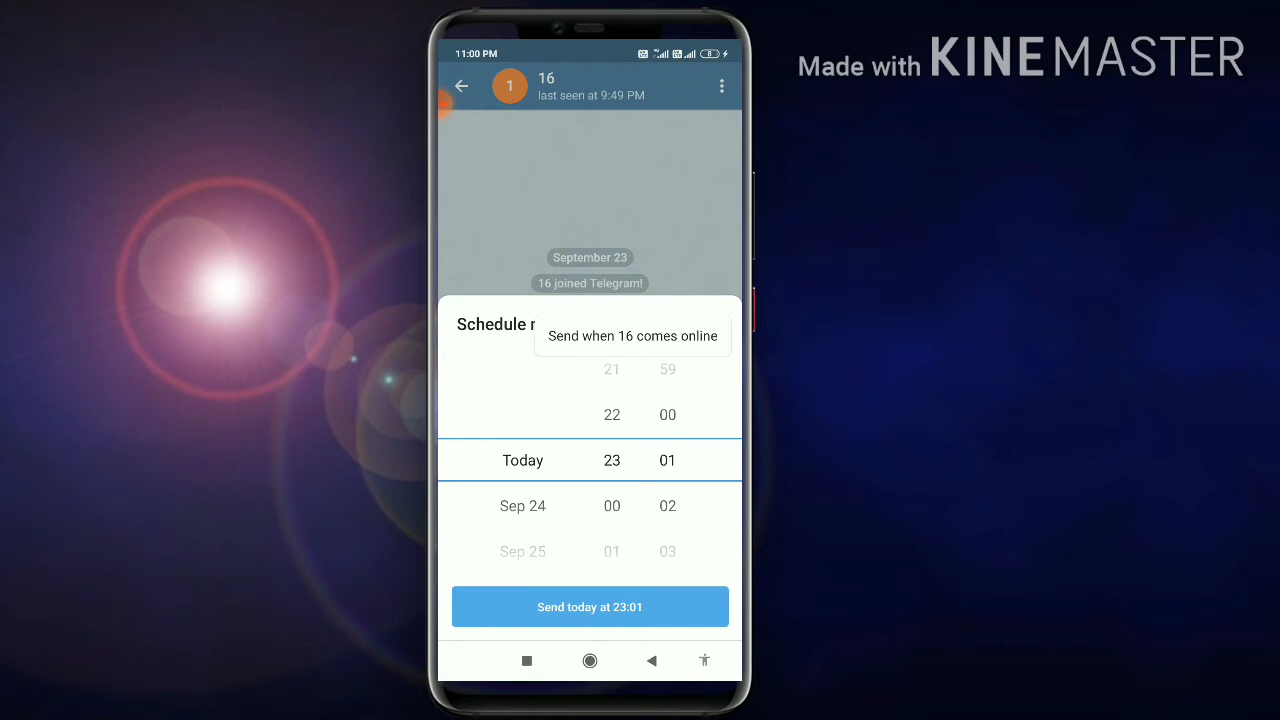 Made with KINEMASTER
11:00 PM
8
1
16
last seen at 9:49 PM
September 23
16 joined Telegram!
Schedule
Send when 16 comes online
21 59
22 00
Today 23 01
Sep 24 00 02
Sep 25 01 03
Send today at 23:01